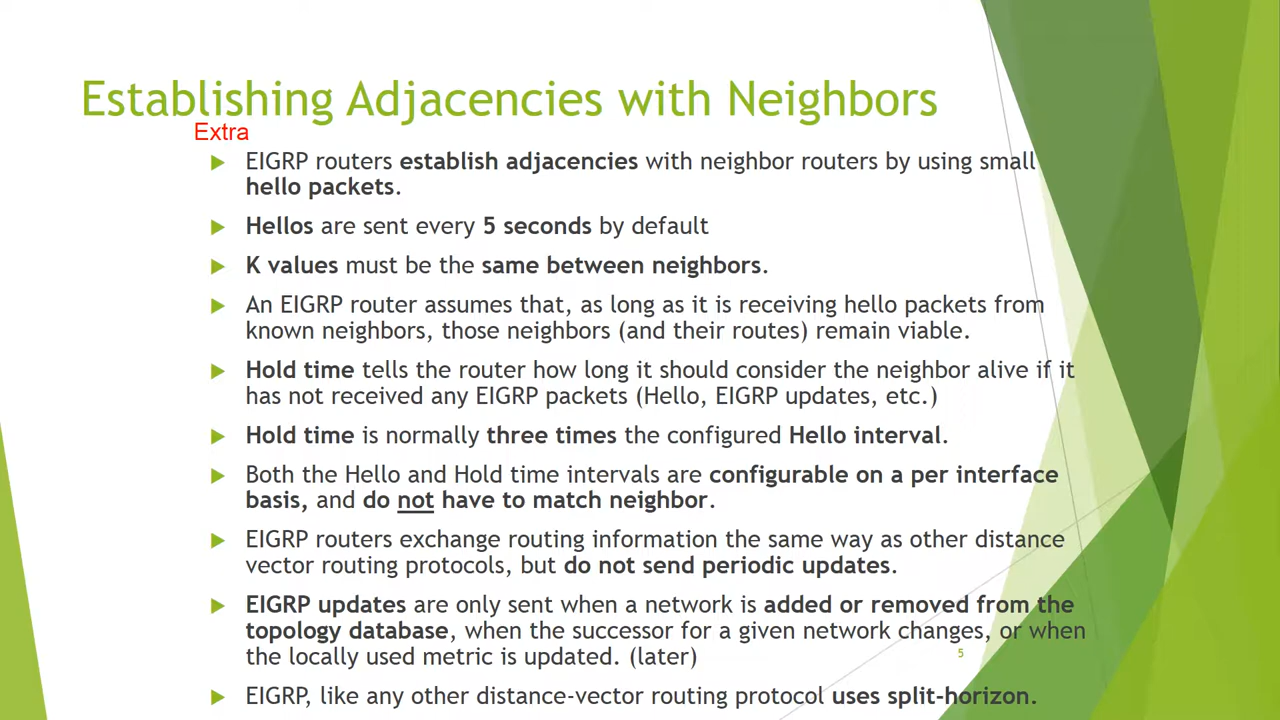 Establishing Adjacencies with Neighbors
Extra
EIGRP routers establish adjacencies with neighbor routers by using small
hello packets.
Hellos are sent every 5 seconds by default
K values must be the same between neighbors.
An EIGRP router assumes that, as long as it is receiving hello packets from
known neighbors, those neighbors (and their routes) remain viable.
Hold time tells the router how long it should consider the neighbor alive if it
has not received any EIGRP packets (Hello, EIGRP updates, etc.)
Hold time is normally three times the configured Hello interval.
Both the Hello and Hold time intervals are configurable on a per interface
basis, and do not have to match neighbor.
EIGRP routers exchange routing information the same way as other distance
vector routing protocols, but do not send periodic updates.
EIGRP updates are only sent when a network is added or removed from the
topology database, when the successor for a given network changes, or when
the locally used metric is updated. (later)
5
EIGRP, like any other distance-vector routing protocol uses split-horizon.